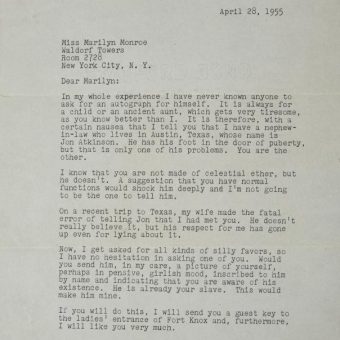 April 28, 1955
Miss Marilyn Monroe
Waldorf Towers
Room 2728
New York City, N. Y.
Dear Marilyn:
In my whole experience I have never known anyone to
ask for an autograph for himself. It is always for
a child or an ancient aunt, which gets very tiresome,
as you know better than I. It is therefore, with a
certain nausea that I tell you that I have a nephew-
in-law who lives in Austin, Texas, whose name is
Jon Atkinson. He has his foot in the door of puberty,
but that is only one of his problems. You are the
other.
I know that you are not made of celestial ether, but
he doesn't. A suggestion that you have normal
functions would shock him deeply and I'm not going
to be the one to tell him.
On a recent trip to Texas, my wife made the fatal
error of telling Jon that I had met you. He doesn't
really believe it, but his respect for me has gone
up even for lying about it.
Now, I get asked for all kinds of silly favors, so
I have no hesitation in asking one of you. Would
you send him, in my care, a picture of yourself,
perhaps in pensive, girlish mood, inscribed to him
by name and indicating that you are aware of his
existence. He is already your slave. This would
make him mine.
If you will do this, I will send you a guest key to
the ladies' entrance of Fort Knox and, furthermore,
I will like you very much.